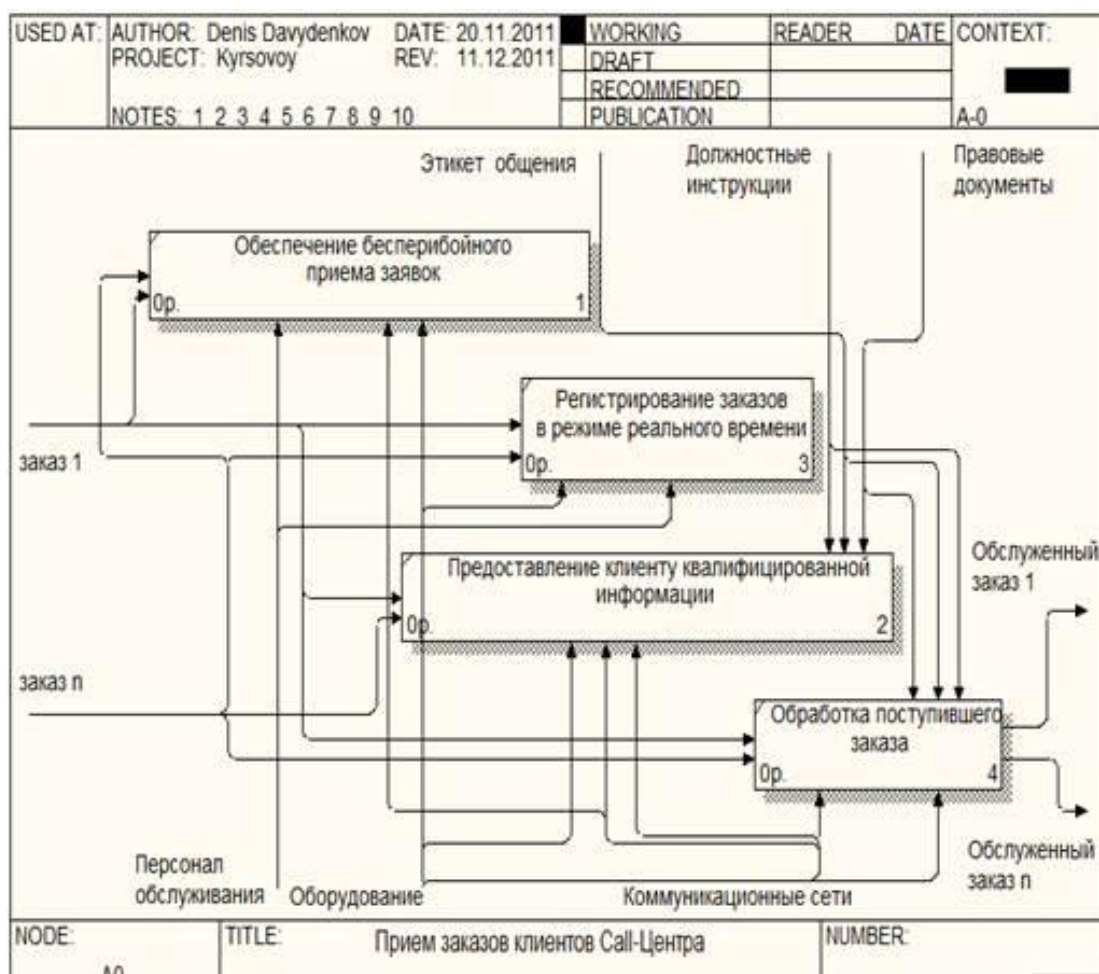 USED AT:
AUTHOR: Denis Davydenkov DATE: 20.11.2011
PROJECT: Kyrsovoy REV: 11.12.2011
NOTES: 1 2 3 4 5 6 7 8 9 10
WORKING
DRAFT
RECOMMENDED
PUBLICATION
READER DATE
CONTEXT:
A-0
Этикет общения
Должностные
инструкции
Правовые
документы
Обеспечение бесперибойного
приема заявок
0р. 1
Регистрирование заказов
в режиме реального времени
0р. 3
заказ 1
Предоставление клиенту квалифицированной
информации
0р. 2
Обслуженный
заказ 1
заказ n
Обработка поступившего
заказа
0р. 4
Обслуженный
заказ n
Персонал
обслуживания
Оборудование
Коммуникационные сети
NODE:
A0
TITLE: Прием заказов клиентов Call-Центра
NUMBER: